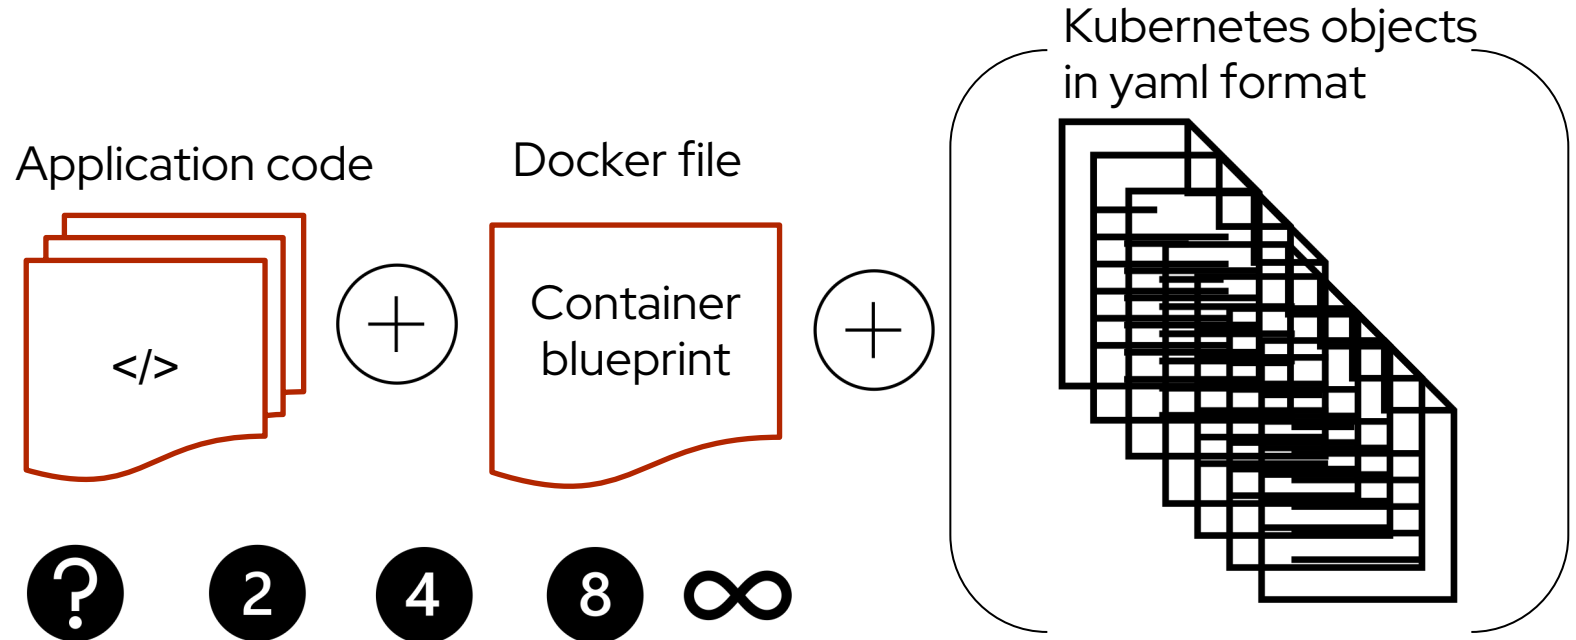 Kubernetes objects
in yaml format
Application code
Docker file
</>
Container
blueprint
? 2 4 8 ∞